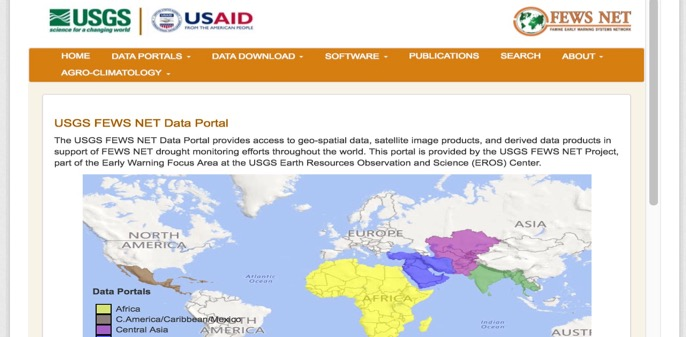 USGS
science for a changing world
USAID
FROM THE AMERICAN PEOPLE
FEWS NET
FAMINE EARLY WARNING SYSTEMS NETWORK
HOME DATA PORTALS DATA DOWNLOAD SOFTWARE PUBLICATIONS SEARCH ABOUT
AGRO-CLIMATOLOGY
USGS FEWS NET Data Portal
The USGS FEWS NET Data Portal provides access to geo-spatial data, satellite image products, and derived data products in
support of FEWS NET drought monitoring efforts throughout the world. This portal is provided by the USGS FEWS NET Project,
part of the Early Warning Focus Area at the USGS Earth Resources Observation and Science (EROS) Center.
NORTH
AMERICA
EUROPE
ASIA
Atlantic
Ocean
AFRICA
Data Portals
Africa
C.America/Caribbean/Mexico
Central Asia
AMERICA
Indian
Ocean
AUSTI